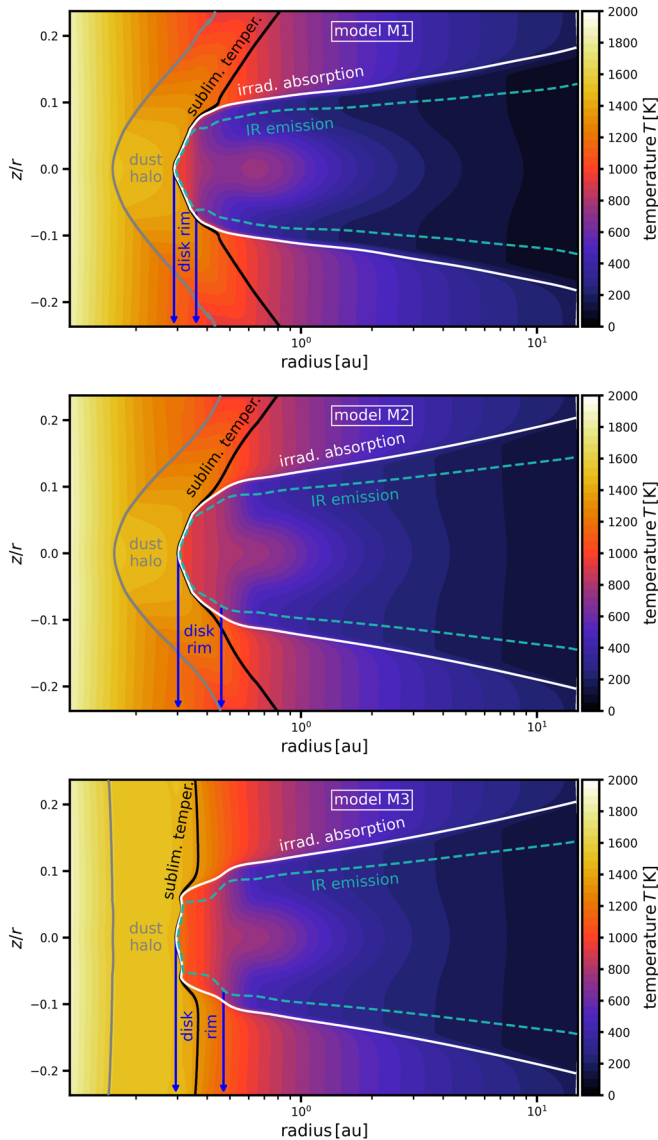 model M1
sublim. temper.
irrad. absorption
IR emission
dust
halo
disk rim
z/r
0.2
0.1
0.0
−0.1
−0.2
10⁰
10¹
radius [au]
2000
1800
1600
1400
1200
1000
800
600
400
200
0
temperature T [K]
model M2
sublim. temper.
irrad. absorption
IR emission
dust
halo
disk
rim
z/r
0.2
0.1
0.0
−0.1
−0.2
10⁰
10¹
radius [au]
2000
1800
1600
1400
1200
1000
800
600
400
200
0
temperature T [K]
model M3
sublim. temper.
irrad. absorption
IR emission
dust
halo
disk
rim
z/r
0.2
0.1
0.0
−0.1
−0.2
10⁰
10¹
radius [au]
2000
1800
1600
1400
1200
1000
800
600
400
200
0
temperature T [K]